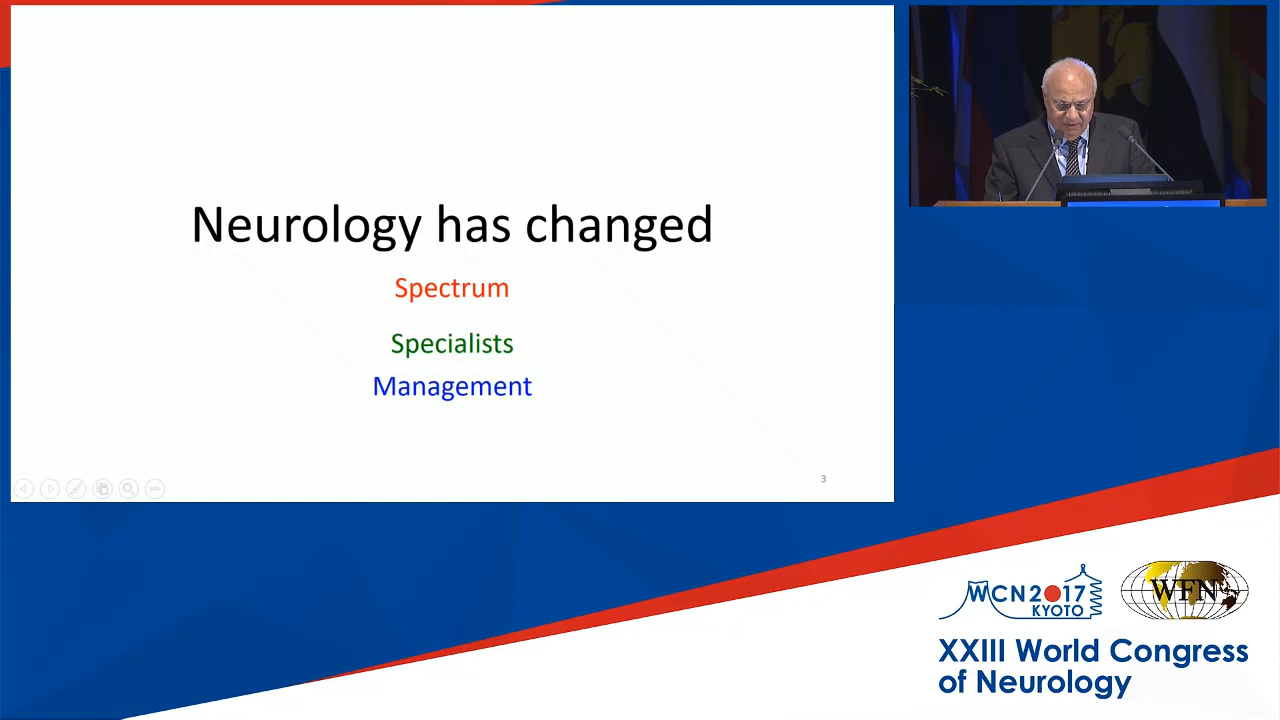 Neurology has changed
Spectrum
Specialists
Management
3
WCN2017
KYOTO
WFN
XXIII World Congress
of Neurology